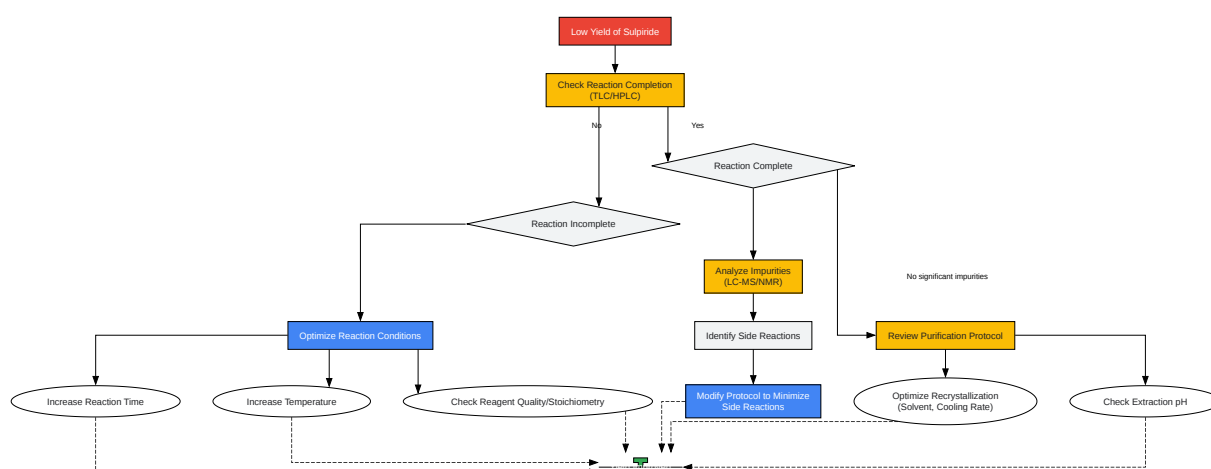 Low Yield of Sulpiride
Check Reaction Completion
(TLC/HPLC)
No
Yes
Reaction Complete
Reaction Incomplete
Analyze Impurities
(LC-MS/NMR)
No significant impurities
Optimize Reaction Conditions
Identify Side Reactions
Review Purification Protocol
Increase Reaction Time
Increase Temperature
Check Reagent Quality/Stoichiometry
Modify Protocol to Minimize
Side Reactions
Optimize Recrystallization
(Solvent, Cooling Rate)
Check Extraction pH